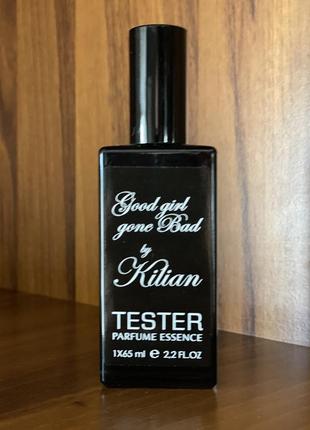 Good girl
gone Bad
by
Kilian
TESTER
PARFUME ESSENCE
1X65 ml e 2.2 FL.OZ